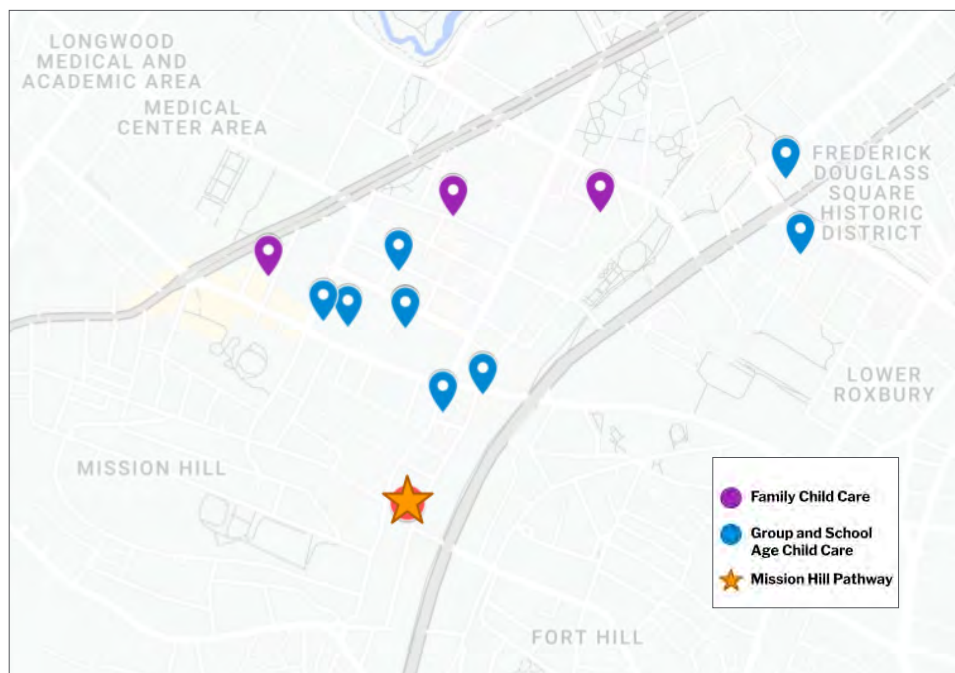 LONGWOOD
MEDICAL AND
ACADEMIC AREA
MEDICAL
CENTER AREA
FREDERICK
DOUGLASS
SQUARE
HISTORIC
DISTRICT
LOWER
ROXBURY
MISSION HILL
Family Child Care
Group and School
Age Child Care
Mission Hill Pathway
FORT HILL